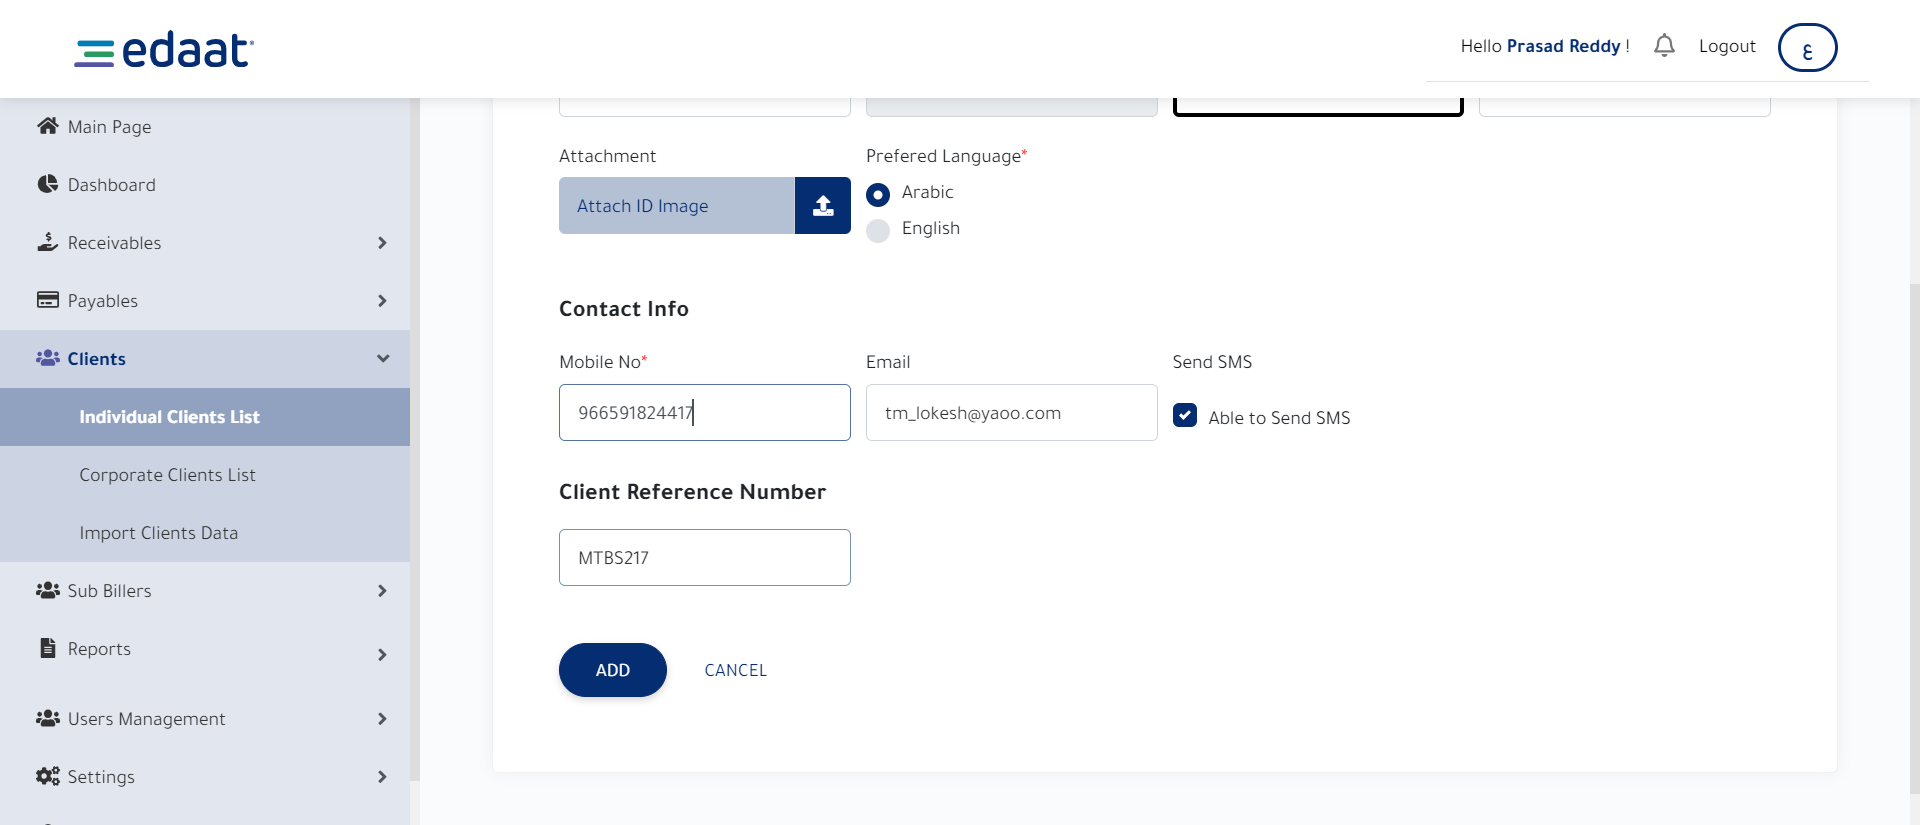 edaat
Hello Prasad Reddy !
Logout
ع
Main Page
Dashboard
Receivables
Payables
Clients
Individual Clients List
Corporate Clients List
Import Clients Data
Sub Billers
Reports
Users Management
Settings
Attachment
Attach ID Image
Prefered Language*
Arabic
English
Contact Info
Mobile No*
966591824417
Email
tm_lokesh@yaoo.com
Send SMS
Able to Send SMS
Client Reference Number
MTBS217
ADD
CANCEL